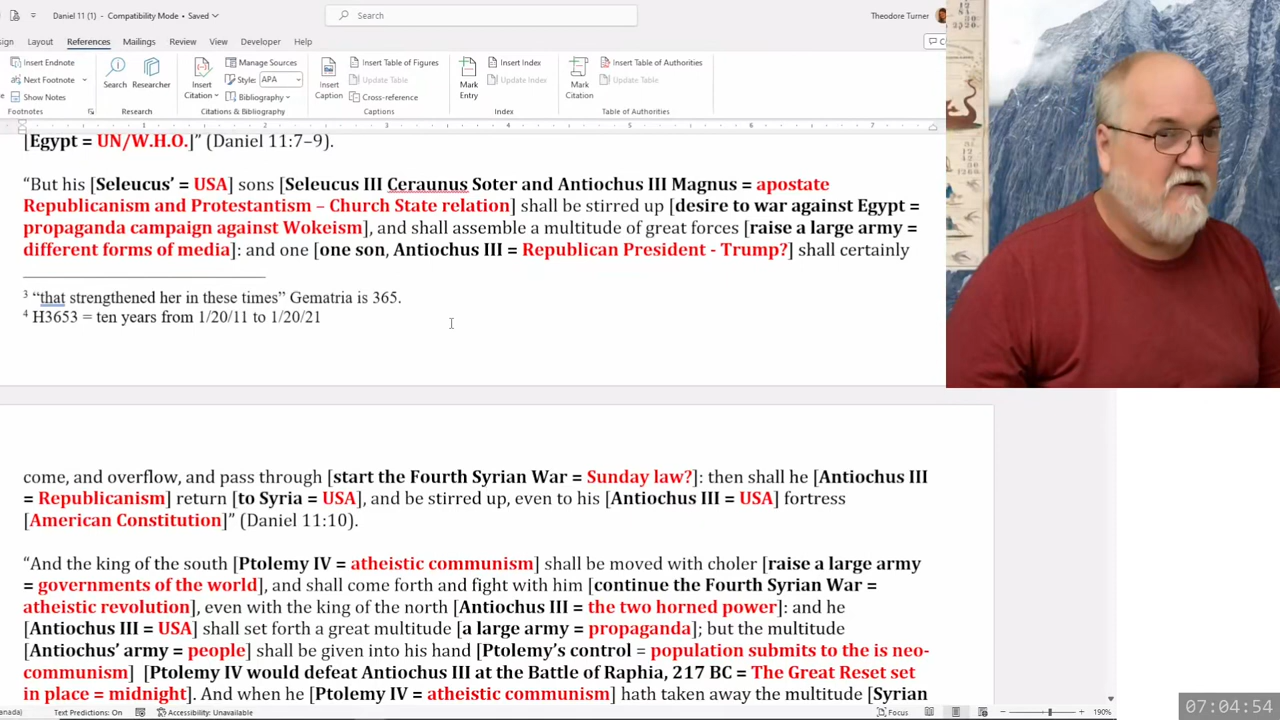 Daniel 11 (1) - Compatibility Mode • Saved
Search
Theodore Turner
sign Layout References Mailings Review View Developer Help
Insert Endnote
Next Footnote
Show Notes
Footnotes
Search
Researcher
Research
Insert
Citation
Manage Sources
Style: APA
Bibliography
Citations & Bibliography
Insert
Caption
Insert Table of Figures
Update Table
Cross-reference
Captions
Mark
Entry
Insert Index
Update Index
Index
Mark
Citation
Insert Table of Authorities
Update Table
Table of Authorities
1 2 3 4 5 6 7
[Egypt = UN/W.H.O.]” (Daniel 11:7–9).
“But his [Seleucus’ = USA] sons [Seleucus III Ceraunus Soter and Antiochus III Magnus = apostate
Republicanism and Protestantism – Church State relation] shall be stirred up [desire to war against Egypt =
propaganda campaign against Wokeism], and shall assemble a multitude of great forces [raise a large army =
different forms of media]: and one [one son, Antiochus III = Republican President - Trump?] shall certainly
3 “that strengthened her in these times” Gematria is 365.
4 H3653 = ten years from 1/20/11 to 1/20/21
come, and overflow, and pass through [start the Fourth Syrian War = Sunday law?]: then shall he [Antiochus III
= Republicanism] return [to Syria = USA], and be stirred up, even to his [Antiochus III = USA] fortress
[American Constitution]” (Daniel 11:10).
“And the king of the south [Ptolemy IV = atheistic communism] shall be moved with choler [raise a large army
= governments of the world], and shall come forth and fight with him [continue the Fourth Syrian War =
atheistic revolution], even with the king of the north [Antiochus III = the two horned power]: and he
[Antiochus III = USA] shall set forth a great multitude [a large army = propaganda]; but the multitude
[Antiochus’ army = people] shall be given into his hand [Ptolemy’s control = population submits to the is neo-
communism] [Ptolemy IV would defeat Antiochus III at the Battle of Raphia, 217 BC = The Great Reset set
in place = midnight]. And when he [Ptolemy IV = atheistic communism] hath taken away the multitude [Syrian
anada) Text Predictions: On Accessibility: Unavailable Focus 190%
07:04:54